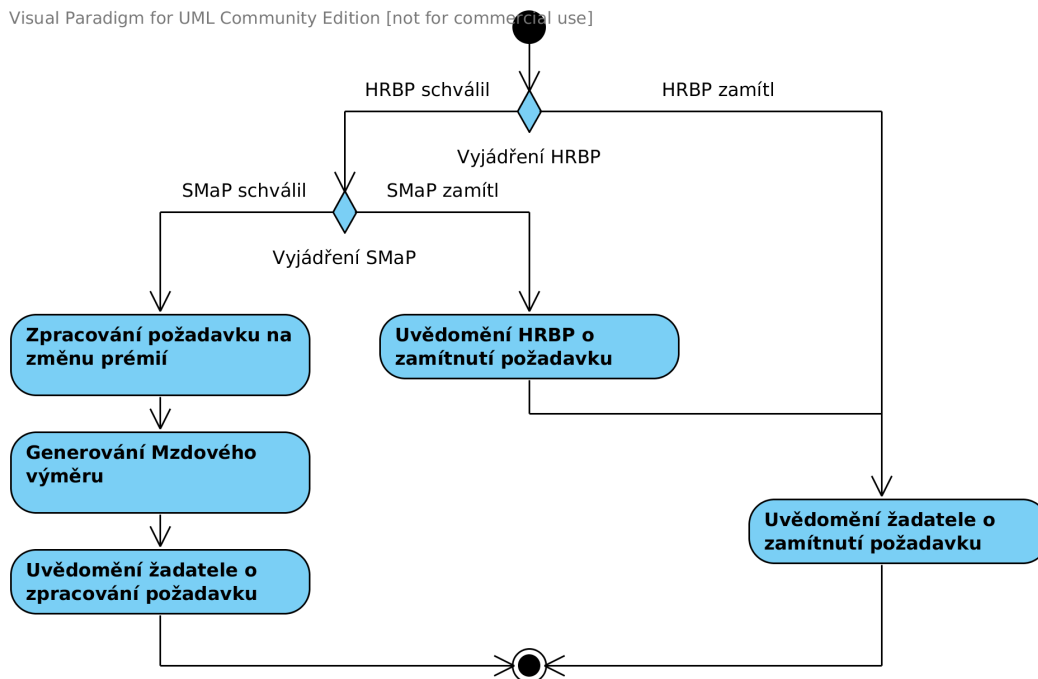 Visual Paradigm for UML Community Edition [not for commercial use]
HRBP schválil
HRBP zamítl
Vyjádření HRBP
SMaP schválil
SMaP zamítl
Vyjádření SMaP
Zpracování požadavku na
změnu prémií
Uvědomění HRBP o
zamítnutí požadavku
Generování Mzdového
výměru
Uvědomění žadatele o
zamítnutí požadavku
Uvědomění žadatele o
zpracování požadavku